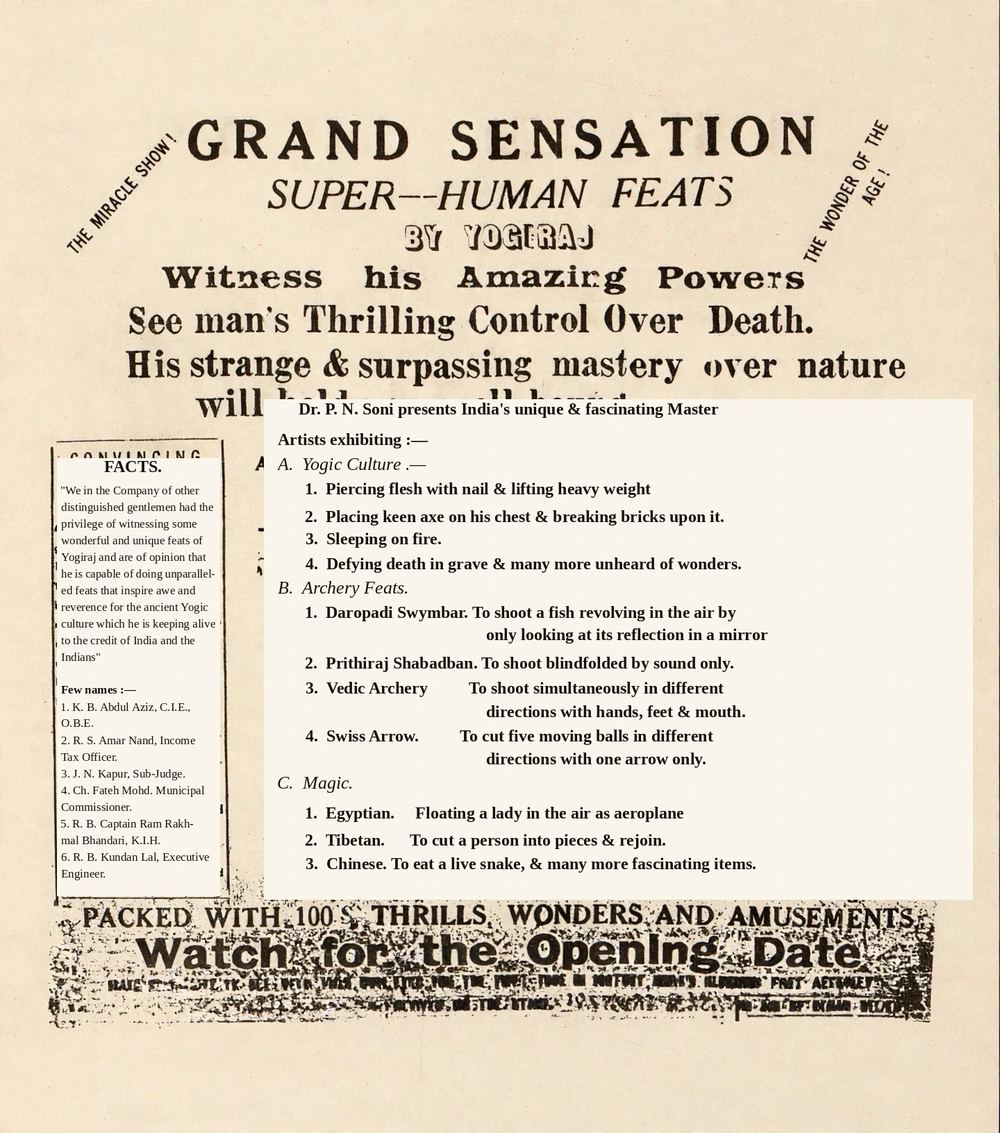 GRAND SENSATION
THE MIRACLE SHOW!
THE WONDER OF THE
AGE!
SUPER--HUMAN FEATS
BY YOGIRAJ
Witness his Amazing Powers
See man's Thrilling Control Over Death.
His strange & surpassing mastery over nature
will
CONVINCING
FACTS.
"We in the Company of other
distinguished gentlemen had the
privilege of witnessing some
wonderful and unique feats of
Yogiraj and are of opinion that
he is capable of doing unparallel-
ed feats that inspire awe and
reverence for the ancient Yogic
culture which he is keeping alive
to the credit of India and the
Indians"
Few names :—
1. K. B. Abdul Aziz, C.I.E.,
O.B.E.
2. R. S. Amar Nand, Income
Tax Officer.
3. J. N. Kapur, Sub-Judge.
4. Ch. Fateh Mohd. Municipal
Commissioner.
5. R. B. Captain Ram Rakh-
mal Bhandari, K.I.H.
6. R. B. Kundan Lal, Executive
Engineer.
Dr. P. N. Soni presents India's unique & fascinating Master
Artists exhibiting :—
A. Yogic Culture .—
1. Piercing flesh with nail & lifting heavy weight
2. Placing keen axe on his chest & breaking bricks upon it.
3. Sleeping on fire.
4. Defying death in grave & many more unheard of wonders.
B. Archery Feats.
1. Daropadi Swymbar. To shoot a fish revolving in the air by
only looking at its reflection in a mirror
2. Prithiraj Shabadban. To shoot blindfolded by sound only.
3. Vedic Archery To shoot simultaneously in different
directions with hands, feet & mouth.
4. Swiss Arrow. To cut five moving balls in different
directions with one arrow only.
C. Magic.
1. Egyptian. Floating a lady in the air as aeroplane
2. Tibetan. To cut a person into pieces & rejoin.
3. Chinese. To eat a live snake, & many more fascinating items.
PACKED WITH 100'S THRILLS, WONDERS AND AMUSEMENTS.
Watch for the Opening Date